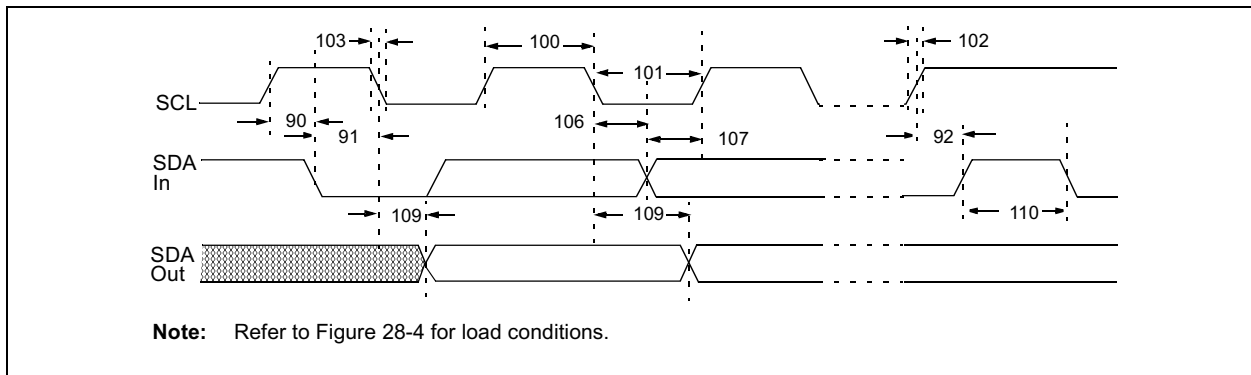 103
100
102
101
SCL
90
91
106
107
92
SDA
In
109
109
110
SDA
Out
Note: Refer to Figure 28-4 for load conditions.